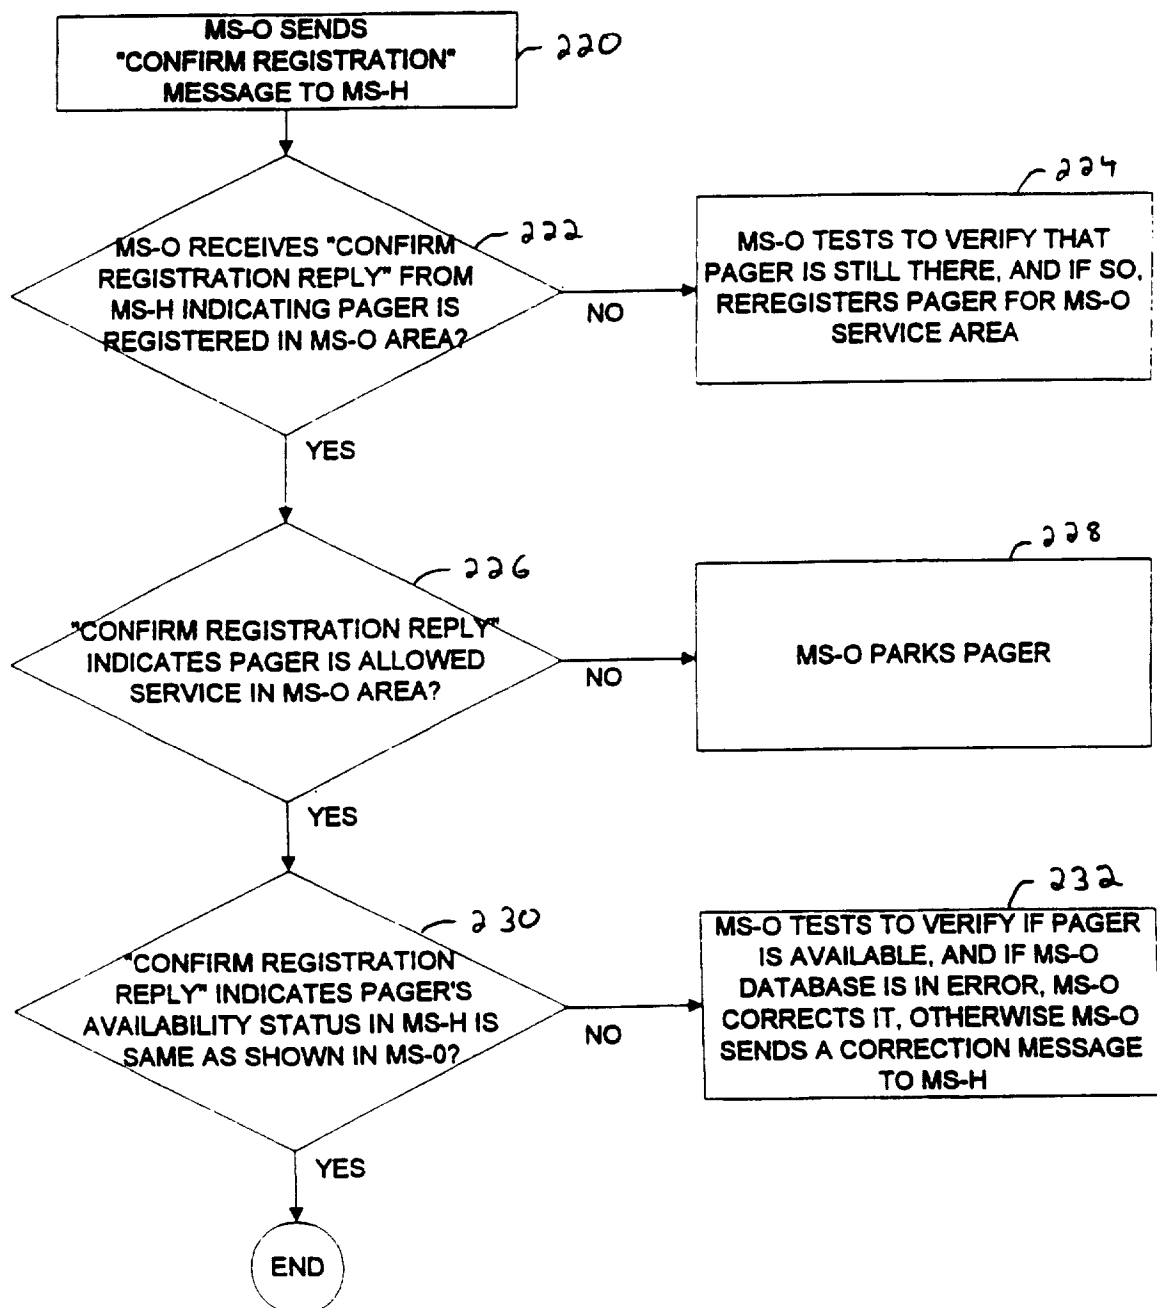 MS-O SENDS
"CONFIRM REGISTRATION"
MESSAGE TO MS-H
220
MS-O RECEIVES "CONFIRM
REGISTRATION REPLY" FROM
MS-H INDICATING PAGER IS
REGISTERED IN MS-O AREA?
222
NO
224
MS-O TESTS TO VERIFY THAT
PAGER IS STILL THERE, AND IF SO,
REREGISTERS PAGER FOR MS-O
SERVICE AREA
YES
226
"CONFIRM REGISTRATION REPLY"
INDICATES PAGER IS ALLOWED
SERVICE IN MS-O AREA?
NO
228
MS-O PARKS PAGER
YES
230
"CONFIRM REGISTRATION
REPLY" INDICATES PAGER'S
AVAILABILITY STATUS IN MS-H IS
SAME AS SHOWN IN MS-0?
NO
232
MS-O TESTS TO VERIFY IF PAGER
IS AVAILABLE, AND IF MS-O
DATABASE IS IN ERROR, MS-O
CORRECTS IT, OTHERWISE MS-O
SENDS A CORRECTION MESSAGE
TO MS-H
YES
END